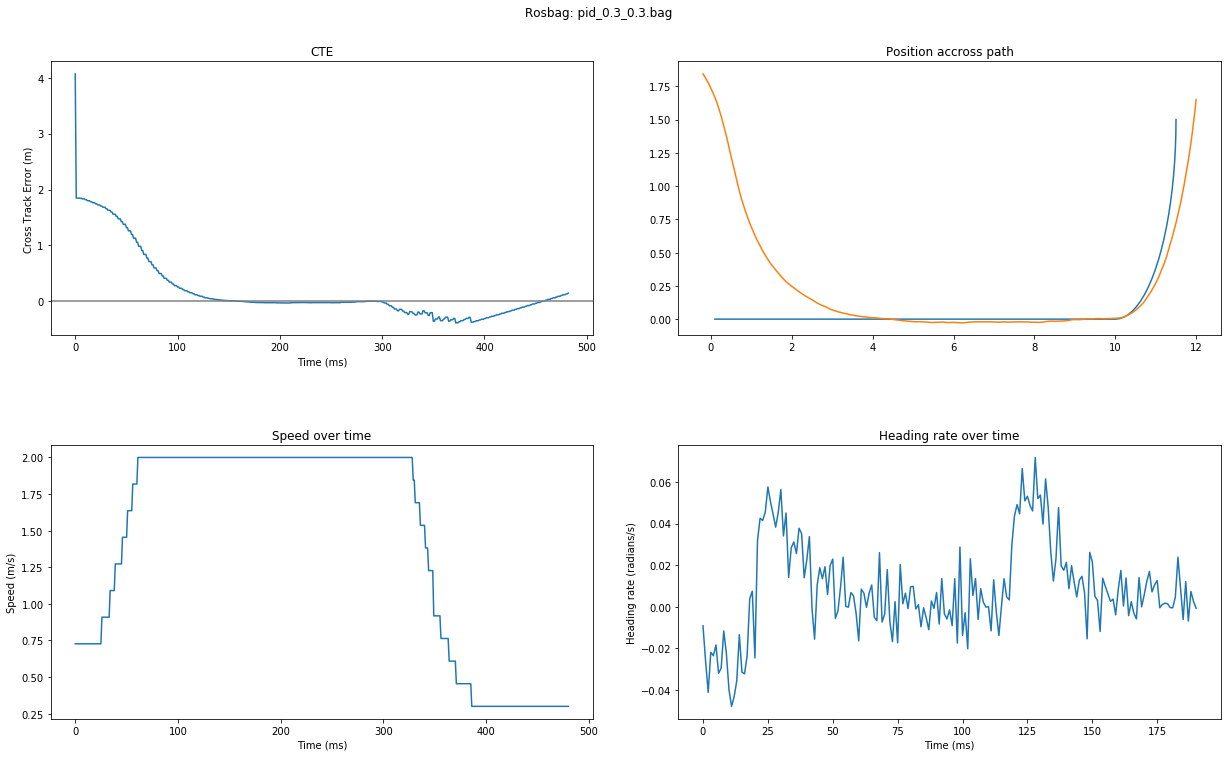 Rosbag: pid_0.3_0.3.bag
CTE
Cross Track Error (m)
4
3
2
1
0
0 100 200 300 400 500
Time (ms)
Position accross path
1.75
1.50
1.25
1.00
0.75
0.50
0.25
0.00
0 2 4 6 8 10 12
Speed over time
Speed (m/s)
2.00
1.75
1.50
1.25
1.00
0.75
0.50
0.25
0 100 200 300 400 500
Time (ms)
Heading rate over time
Heading rate (radians/s)
0.06
0.04
0.02
0.00
−0.02
−0.04
0 25 50 75 100 125 150 175
Time (ms)